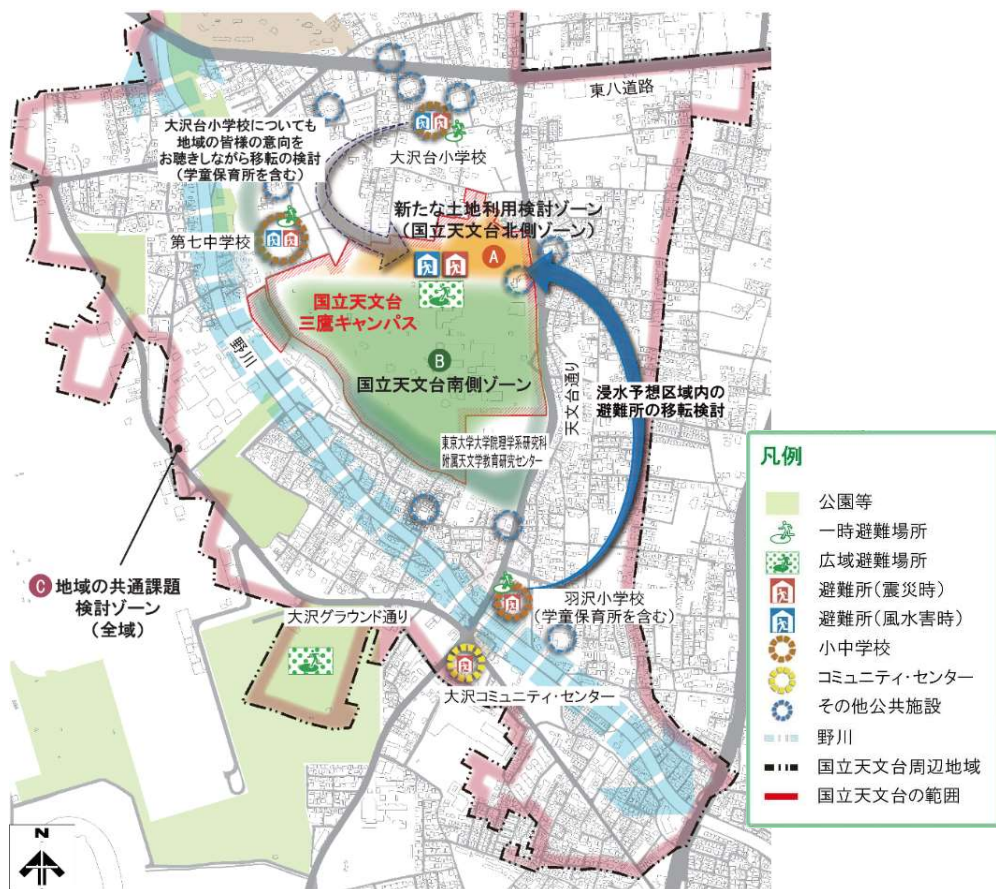 東八道路
大沢台小学校についても
地域の皆様の意向を
お聴きしながら移転の検討
(学童保育所を含む)
大沢台小学校
新たな土地利用検討ゾーン
(国立天文台北側ゾーン)
第七中学校
A
国立天文台
三鷹キャンパス
野川
B
国立天文台南側ゾーン
天文台通り
浸水予想区域内の
避難所の移転検討
東京大学大学院理学系研究科
附属天文学教育研究センター
C 地域の共通課題
検討ゾーン
(全域)
大沢グラウンド通り
羽沢小学校
(学童保育所を含む)
大沢コミュニティ・センター
N
凡例
公園等
一時避難場所
広域避難場所
避難所(震災時)
避難所(風水害時)
小中学校
コミュニティ・センター
その他公共施設
野川
国立天文台周辺地域
国立天文台の範囲